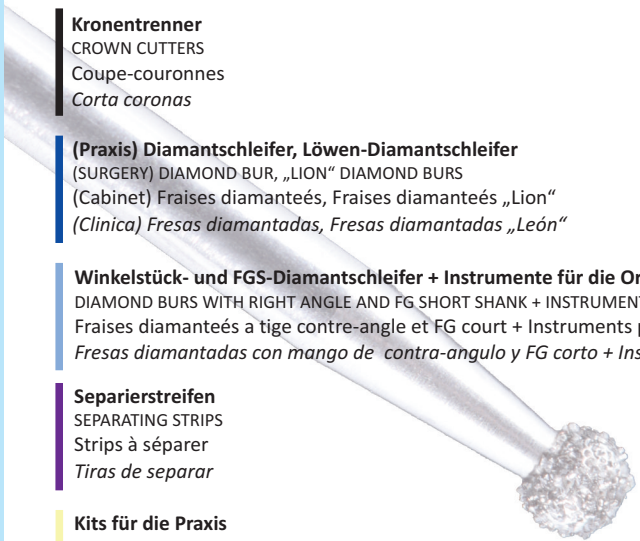 Kronentrenner
CROWN CUTTERS
Coupe-couronnes
Corta coronas
(Praxis) Diamantschleifer, Löwen-Diamantschleifer
(SURGERY) DIAMOND BUR, „LION“ DIAMOND BURS
(Cabinet) Fraises diamanteés, Fraises diamanteés „Lion“
(Clinica) Fresas diamantadas, Fresas diamantadas „León“
Winkelstück- und FGS-Diamantschleifer + Instrumente für die Or
DIAMOND BURS WITH RIGHT ANGLE AND FG SHORT SHANK + INSTRUMENT
Fraises diamanteés a tige contre-angle et FG court + Instruments p
Fresas diamantadas con mango de contra-angulo y FG corto + Ins
Separierstreifen
SEPARATING STRIPS
Strips à séparer
Tiras de separar
Kits für die Praxis